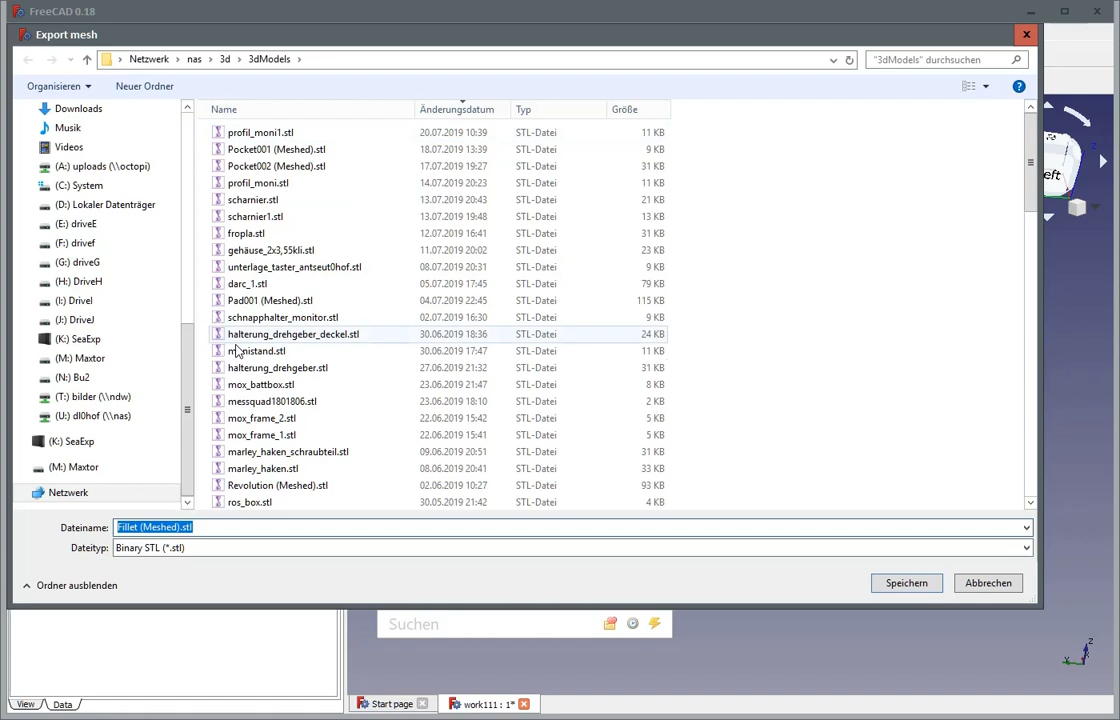 FreeCAD 0.18
Export mesh
Netzwerk > nas > 3d > 3dModels >
"3dModels" durchsuchen
Organisieren
Neuer Ordner
Name Änderungsdatum Typ Größe
Downloads
Musik
Videos
(A:) uploads (\\octopi)
(C:) System
(D:) Lokaler Datenträger
(E:) driveE
(F:) drivef
(G:) driveG
(H:) DriveH
(I:) DriveI
(J:) DriveJ
(K:) SeaExp
(M:) Maxtor
(N:) Bu2
(T:) bilder (\\ndw)
(U:) dl0hof (\\nas)
(K:) SeaExp
(M:) Maxtor
Netzwerk
profil_moni1.stl 20.07.2019 10:39 STL-Datei 11 KB
Pocket001 (Meshed).stl 18.07.2019 13:39 STL-Datei 9 KB
Pocket002 (Meshed).stl 17.07.2019 19:27 STL-Datei 31 KB
profil_moni.stl 14.07.2019 20:23 STL-Datei 11 KB
scharnier.stl 13.07.2019 20:43 STL-Datei 21 KB
scharnier1.stl 13.07.2019 19:48 STL-Datei 13 KB
fropla.stl 12.07.2019 16:41 STL-Datei 31 KB
gehäuse_2x3,55kli.stl 11.07.2019 20:02 STL-Datei 23 KB
unterlage_taster_antseut0hof.stl 08.07.2019 20:31 STL-Datei 9 KB
darc_1.stl 05.07.2019 17:45 STL-Datei 79 KB
Pad001 (Meshed).stl 04.07.2019 22:45 STL-Datei 115 KB
schnapphalter_monitor.stl 02.07.2019 16:30 STL-Datei 9 KB
halterung_drehgeber_deckel.stl 30.06.2019 18:36 STL-Datei 24 KB
monistand.stl 30.06.2019 17:47 STL-Datei 11 KB
halterung_drehgeber.stl 27.06.2019 21:32 STL-Datei 31 KB
mox_battbox.stl 23.06.2019 21:47 STL-Datei 8 KB
messquad1801806.stl 23.06.2019 18:10 STL-Datei 2 KB
mox_frame_2.stl 22.06.2019 15:42 STL-Datei 5 KB
mox_frame_1.stl 22.06.2019 15:41 STL-Datei 5 KB
marley_haken_schraubteil.stl 09.06.2019 20:51 STL-Datei 31 KB
marley_haken.stl 08.06.2019 20:41 STL-Datei 33 KB
Revolution (Meshed).stl 02.06.2019 10:27 STL-Datei 93 KB
ros_box.stl 30.05.2019 21:42 STL-Datei 4 KB
Dateiname: Fillet (Meshed).stl
Dateityp: Binary STL (*.stl)
Ordner ausblenden
Speichern
Abbrechen
Suchen
View
Data
Start page
work111 : 1*
Z
Y
X